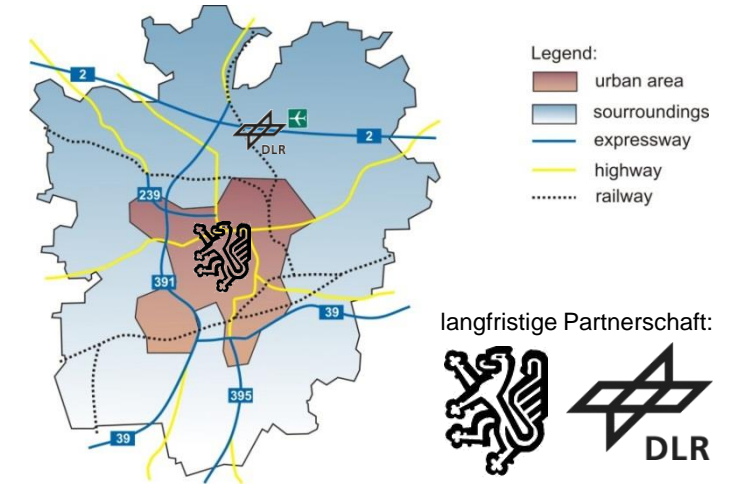 2
2
DLR
239
391
39
395
39
Legend:
urban area
sourroundings
expressway
highway
railway
langfristige Partnerschaft:
DLR